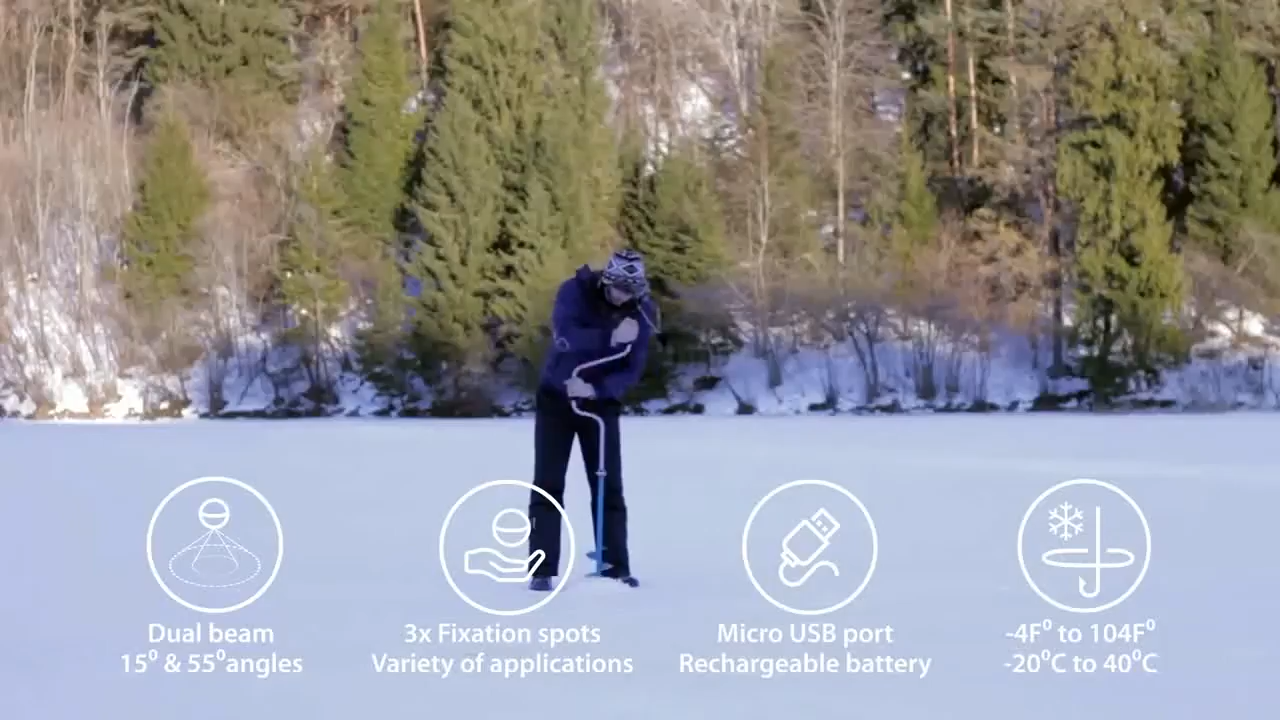 Dual beam
15⁰ & 55⁰angles
3x Fixation spots
Variety of applications
Micro USB port
Rechargeable battery
-4F⁰ to 104F⁰
-20⁰C to 40⁰C